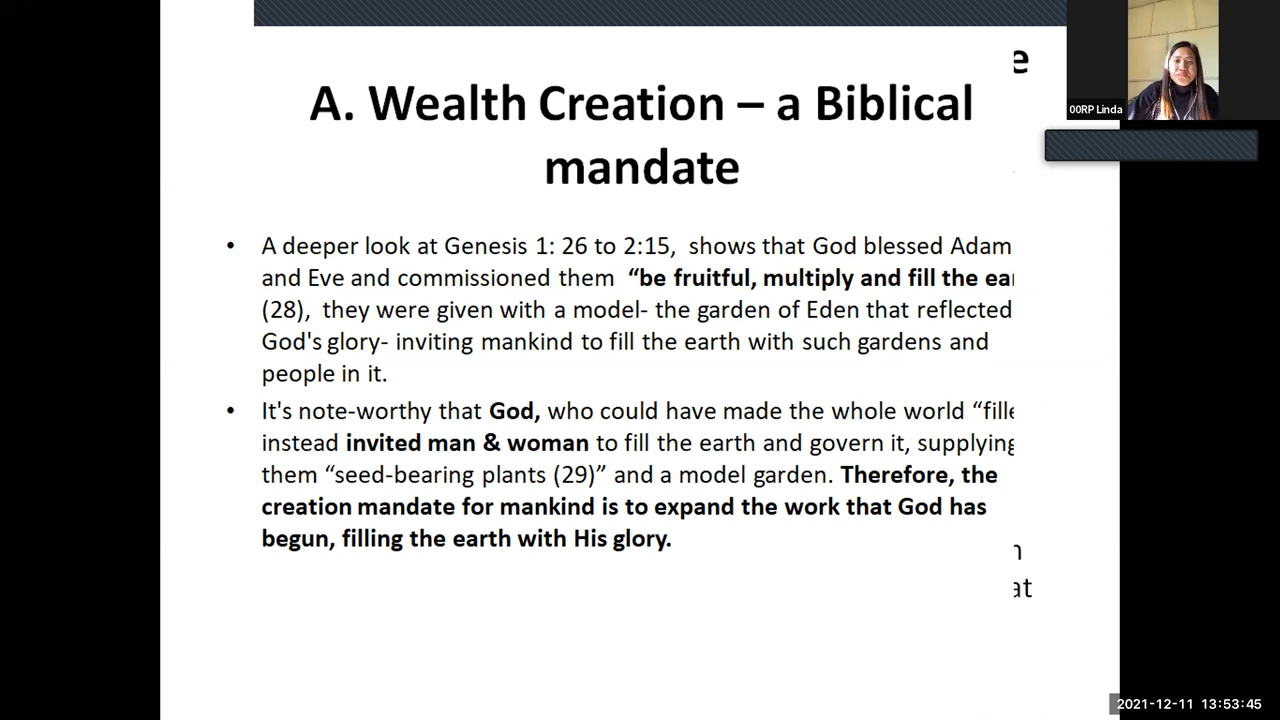 e
00RP Linda
A. Wealth Creation – a Biblical
mandate
• A deeper look at Genesis 1: 26 to 2:15, shows that God blessed Adam
and Eve and commissioned them “be fruitful, multiply and fill the ea
(28), they were given with a model- the garden of Eden that reflected
God's glory- inviting mankind to fill the earth with such gardens and
people in it.
• It's note-worthy that God, who could have made the whole world “fille
instead invited man & woman to fill the earth and govern it, supplying
them “seed-bearing plants (29)” and a model garden. Therefore, the
creation mandate for mankind is to expand the work that God has
begun, filling the earth with His glory.
n
at
2021-12-11 13:53:45